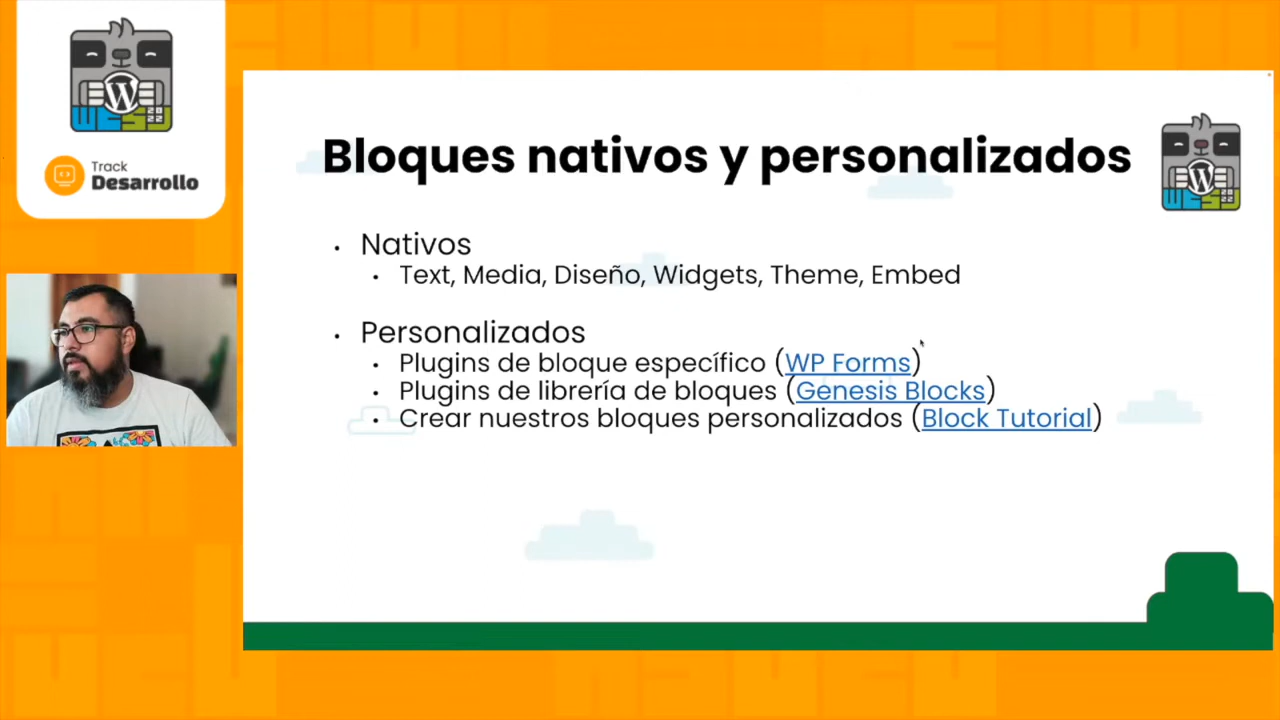 Track
Desarrollo
Bloques nativos y personalizados
• Nativos
• Text, Media, Diseño, Widgets, Theme, Embed
• Personalizados
• Plugins de bloque específico (WP Forms)
• Plugins de librería de bloques (Genesis Blocks)
• Crear nuestros bloques personalizados (Block Tutorial)